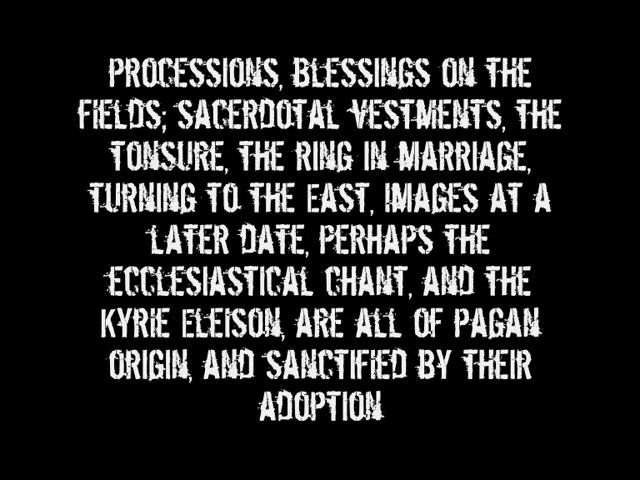 PROCESSIONS, BLESSINGS ON THE
FIELDS; SACERDOTAL VESTMENTS, THE
TONSURE, THE RING IN MARRIAGE,
TURNING TO THE EAST, IMAGES AT A
LATER DATE, PERHAPS THE
ECCLESIASTICAL CHANT, AND THE
KYRIE ELEISON, ARE ALL OF PAGAN
ORIGIN, AND SANCTIFIED BY THEIR
ADOPTION